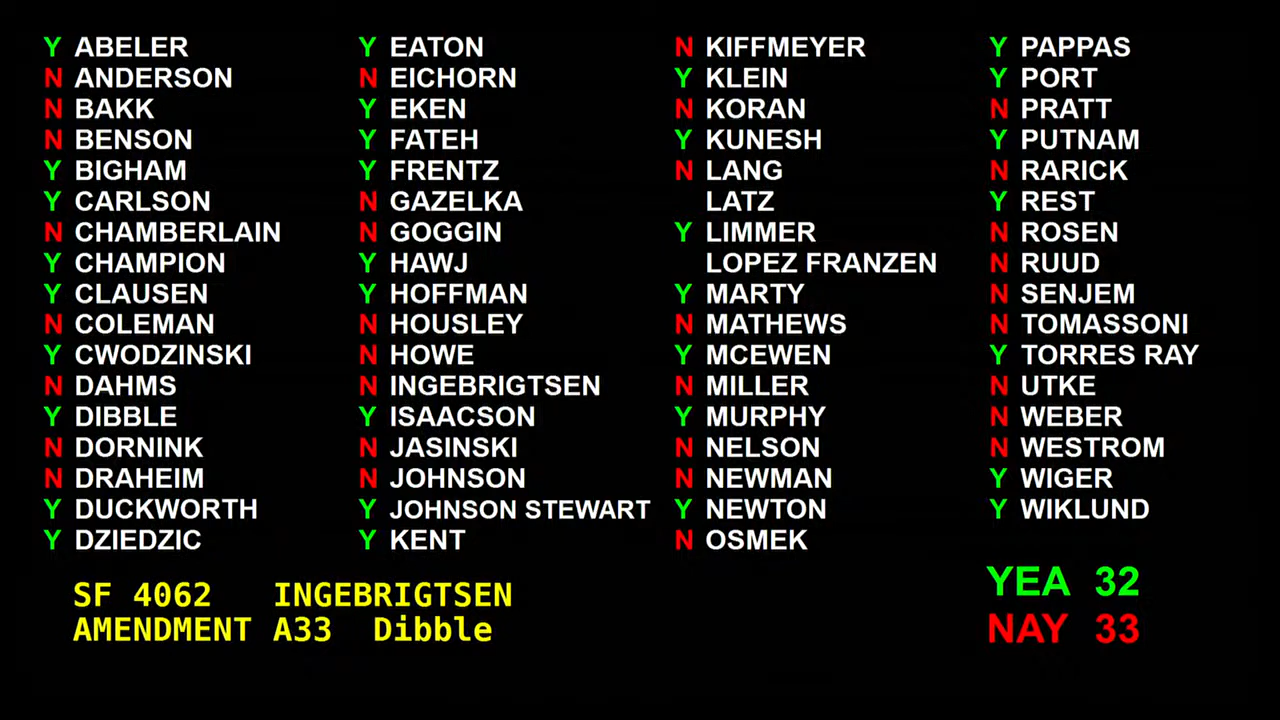 Y ABELER Y EATON N KIFFMEYER Y PAPPAS
N ANDERSON N EICHORN Y KLEIN Y PORT
N BAKK Y EKEN N KORAN N PRATT
N BENSON Y FATEH Y KUNESH Y PUTNAM
Y BIGHAM Y FRENTZ N LANG N RARICK
Y CARLSON N GAZELKA LATZ Y REST
N CHAMBERLAIN N GOGGIN Y LIMMER N ROSEN
Y CHAMPION Y HAWJ LOPEZ FRANZEN N RUUD
Y CLAUSEN Y HOFFMAN Y MARTY N SENJEM
N COLEMAN N HOUSLEY N MATHEWS N TOMASSONI
Y CWODZINSKI N HOWE Y MCEWEN Y TORRES RAY
N DAHMS N INGEBRIGTSEN N MILLER N UTKE
Y DIBBLE Y ISAACSON Y MURPHY N WEBER
N DORNINK N JASINSKI N NELSON N WESTROM
N DRAHEIM N JOHNSON N NEWMAN Y WIGER
Y DUCKWORTH Y JOHNSON STEWART Y NEWTON Y WIKLUND
Y DZIEDZIC Y KENT N OSMEK
SF 4062 INGEBRIGTSEN YEA 32
AMENDMENT A33 Dibble NAY 33